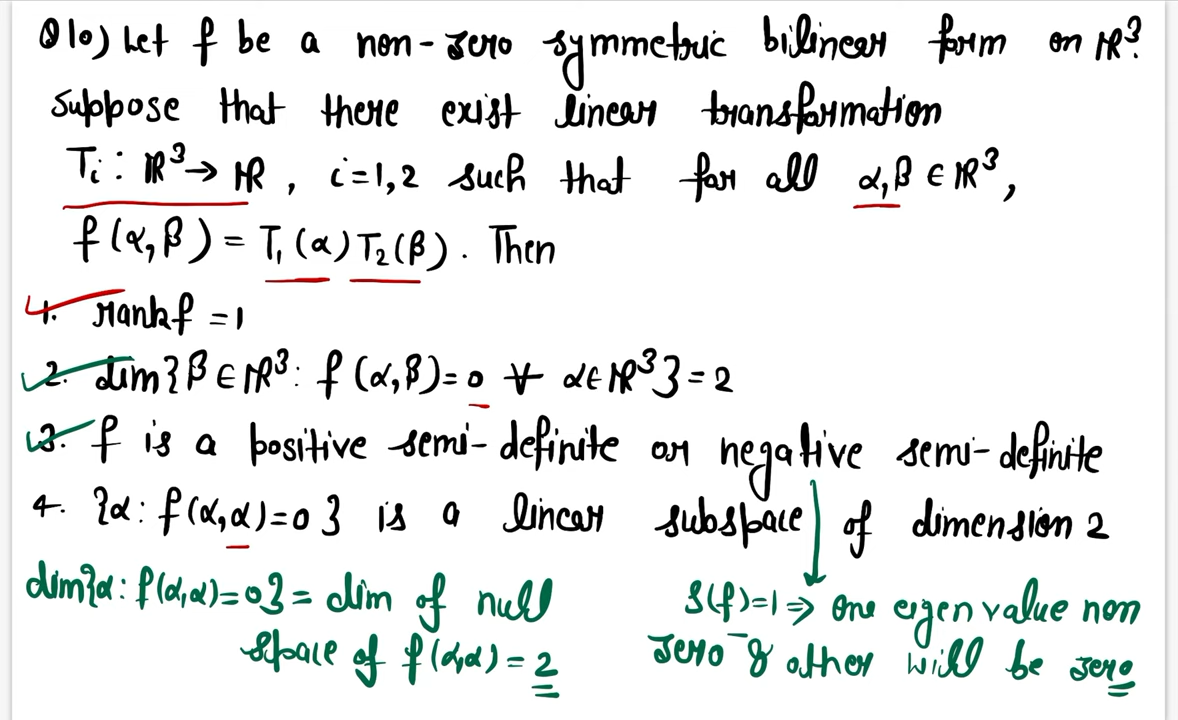 Q10) Let f be a non-zero symmetric bilinear form on ℝ³.
Suppose that there exist linear transformation
Tᵢ : ℝ³ → ℝ , i=1,2 such that for all α,β ∈ ℝ³,
f(α,β) = T₁(α) T₂(β). Then
1. rank f = 1
2. dim{β ∈ ℝ³ : f(α,β)=0 ∀ α∈ℝ³} = 2
3. f is a positive semi-definite or negative semi-definite
4. {α : f(α,α)=0} is a linear subspace of dimension 2
dim{α : f(α,α)=0} = dim of null
space of f(α,α) = 2
ρ(f)=1 ⇒ one eigen value non
zero & other will be zero